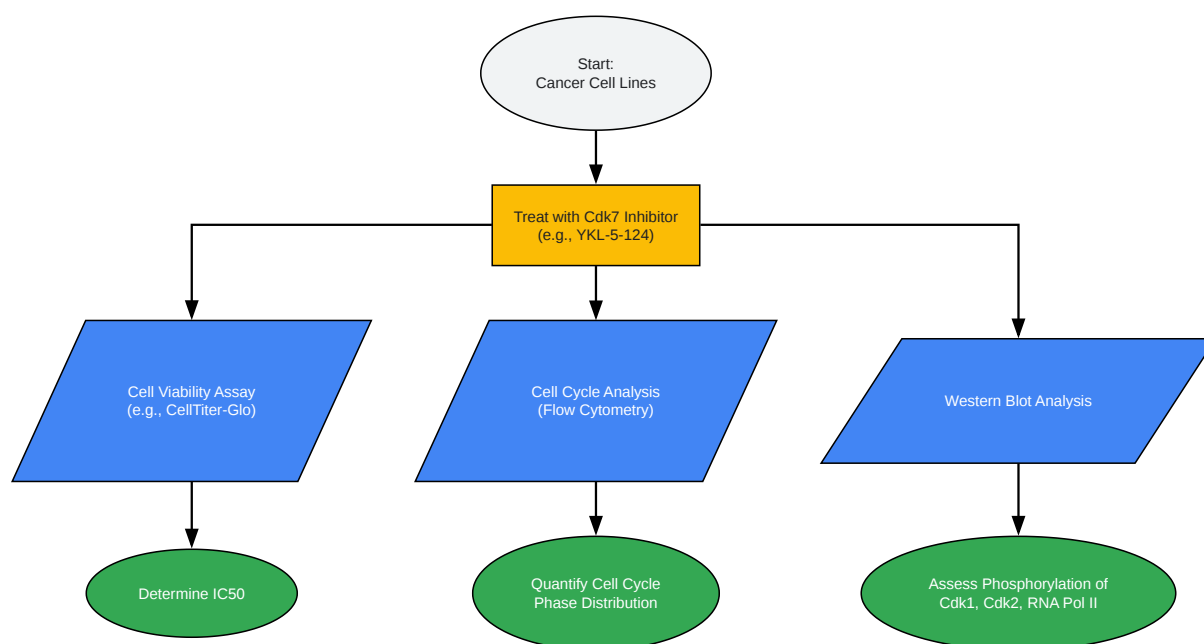 Start:
Cancer Cell Lines
Treat with Cdk7 Inhibitor
(e.g., YKL-5-124)
Cell Viability Assay
(e.g., CellTiter-Glo)
Cell Cycle Analysis
(Flow Cytometry)
Western Blot Analysis
Determine IC50
Quantify Cell Cycle
Phase Distribution
Assess Phosphorylation of
Cdk1, Cdk2, RNA Pol II